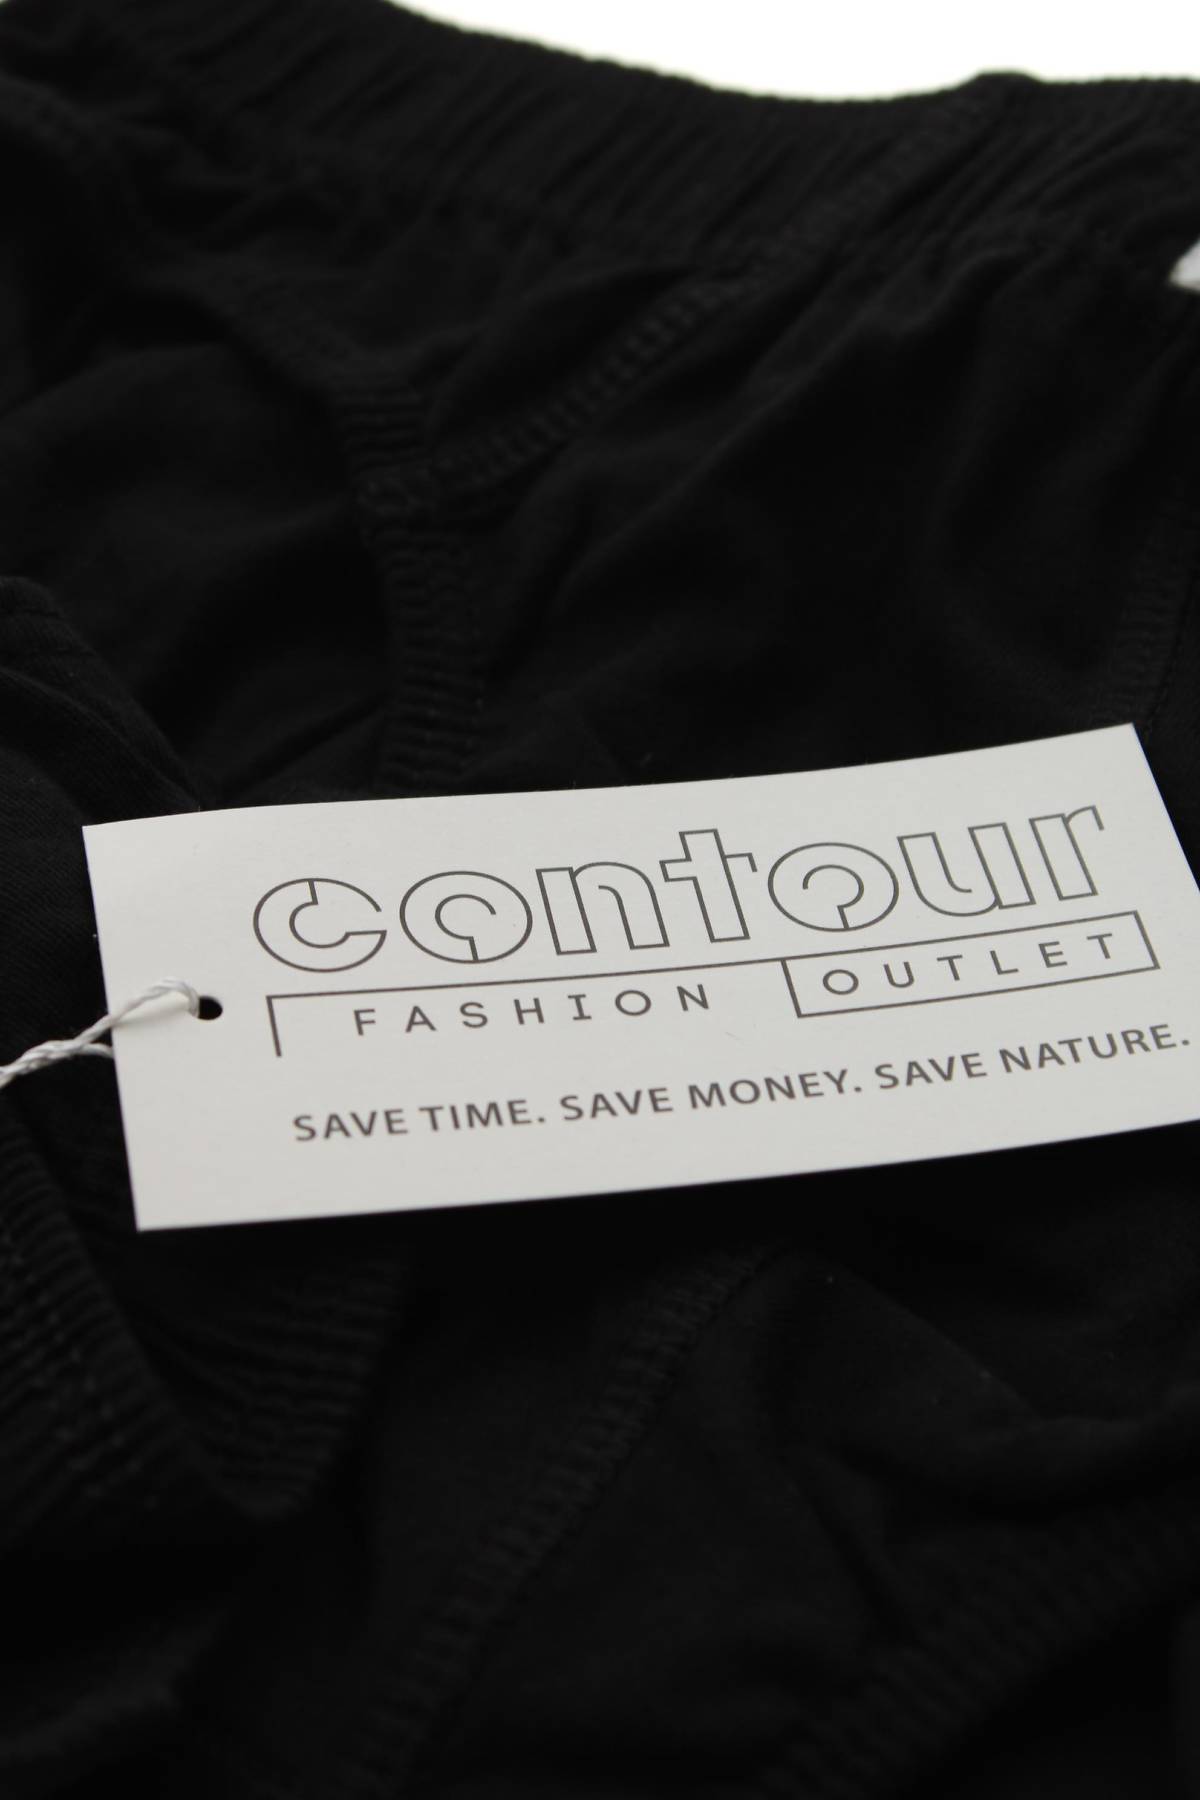 contour
FASHION OUTLET
SAVE TIME. SAVE MONEY. SAVE NATURE.